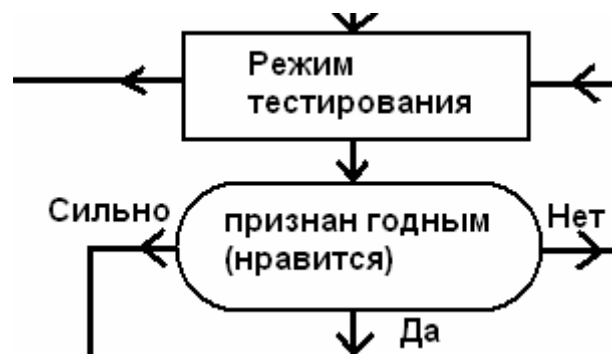 Режим
тестирования
Сильно
признан годным
(нравится)
Нет
Да